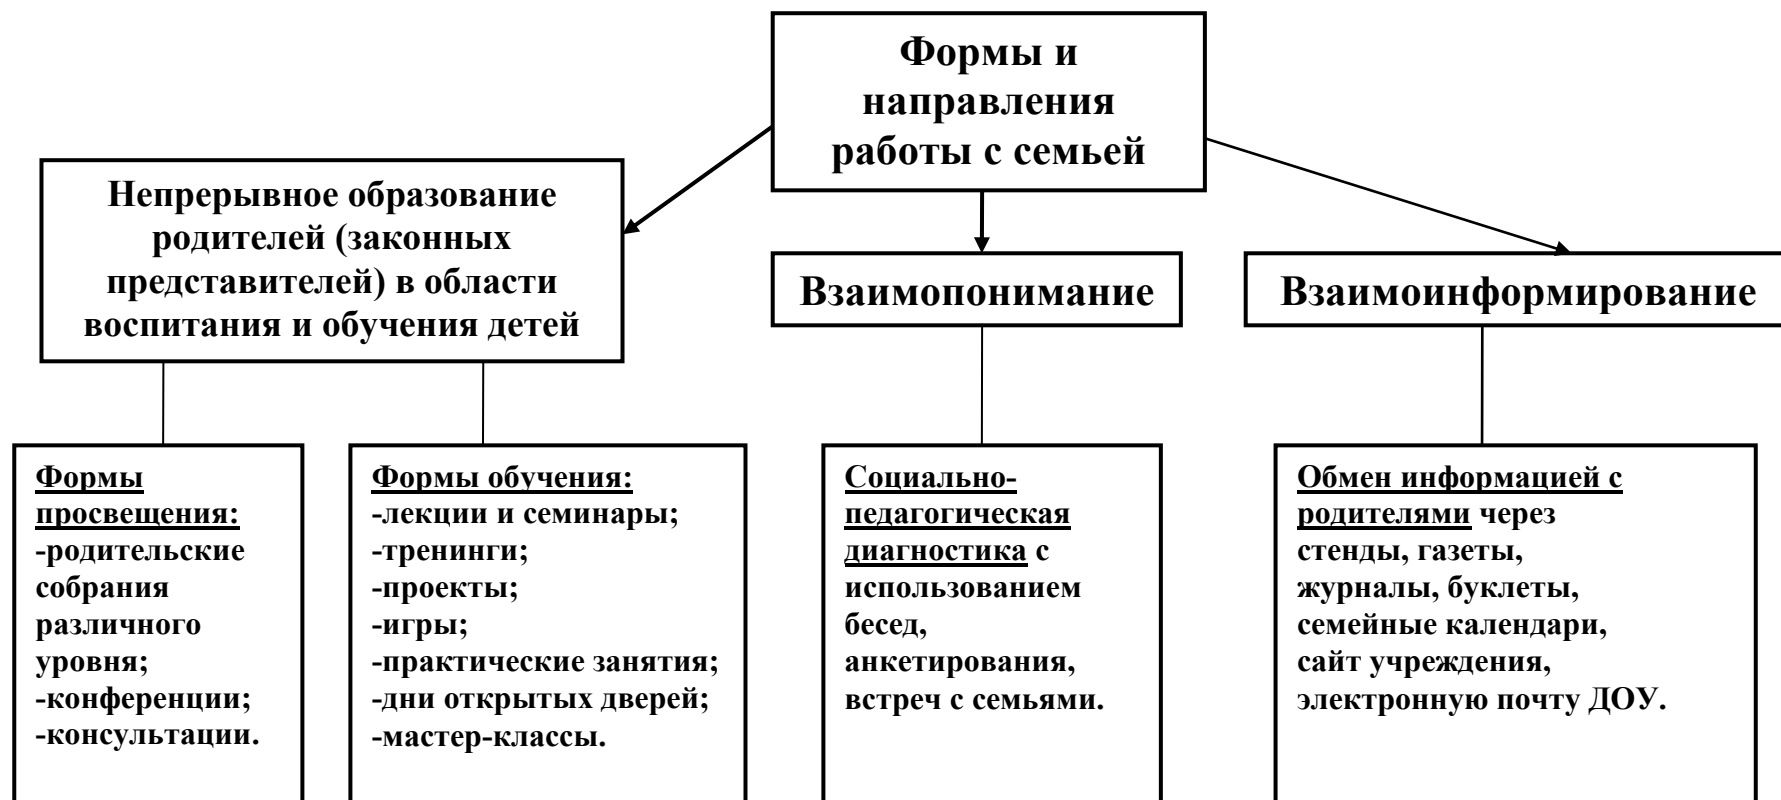 Формы и
направления
работы с семьей
Непрерывное образование
родителей (законных
представителей) в области
воспитания и обучения детей
Взаимопонимание
Взаимоинформирование
Формы
просвещения:
-родительские
собрания
различного
уровня;
-конференции;
-консультации.
Формы обучения:
-лекции и семинары;
-тренинги;
-проекты;
-игры;
-практические занятия;
-дни открытых дверей;
-мастер-классы.
Социально-
педагогическая
диагностика с
использованием
бесед,
анкетирования,
встреч с семьями.
Обмен информацией с
родителями через
стенды, газеты,
журналы, буклеты,
семейные календари,
сайт учреждения,
электронную почту ДОУ.